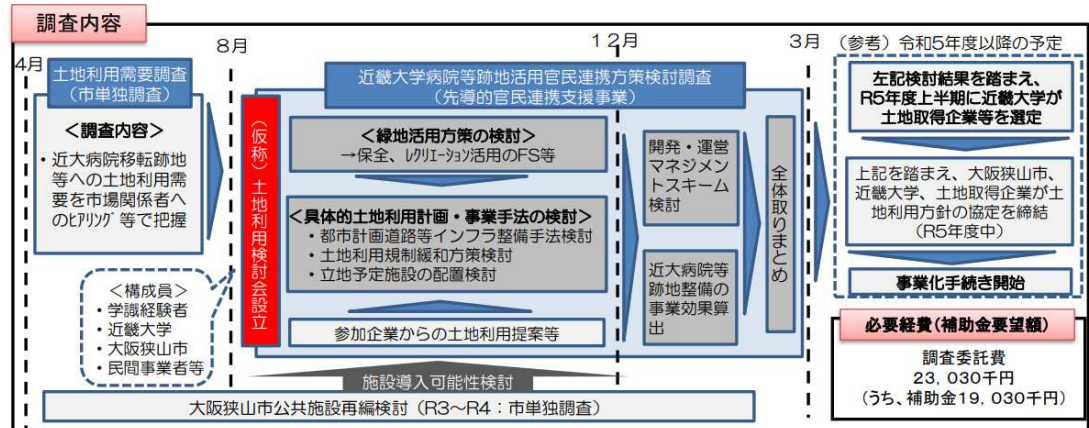 調査内容
4月
8月
12月
3月
(参考)令和5年度以降の予定
土地利用需要調査
(市単独調査)
<調査内容>
・近大病院移転跡地
等への土地利用需
要を市場関係者へ
のヒアリング等で把握
<構成員>
・学識経験者
・近畿大学
・大阪狭山市
・民間事業者等
(仮称)土地利用検討会設立
近畿大学病院等跡地活用官民連携方策検討調査
(先導的官民連携支援事業)
<緑地活用方策の検討>
→保全、レクリエーション活用のFS等
<具体的土地利用計画・事業手法の検討>
・都市計画道路等インフラ整備手法検討
・土地利用規制緩和方策検討
・立地予定施設の配置検討
参加企業からの土地利用提案等
開発・運営
マネジメン
トスキーム
検討
近大病院等
跡地整備の
事業効果算
出
全体取りまとめ
施設導入可能性検討
大阪狭山市公共施設再編検討(R3~R4:市単独調査)
左記検討結果を踏まえ、
R5年度上半期に近畿大学が
土地取得企業等を選定
上記を踏まえ、大阪狭山市、
近畿大学、土地取得企業が土
地利用方針の協定を締結
(R5年度中)
事業化手続き開始
必要経費(補助金要望額)
調査委託費
23,030千円
(うち、補助金19,030千円)